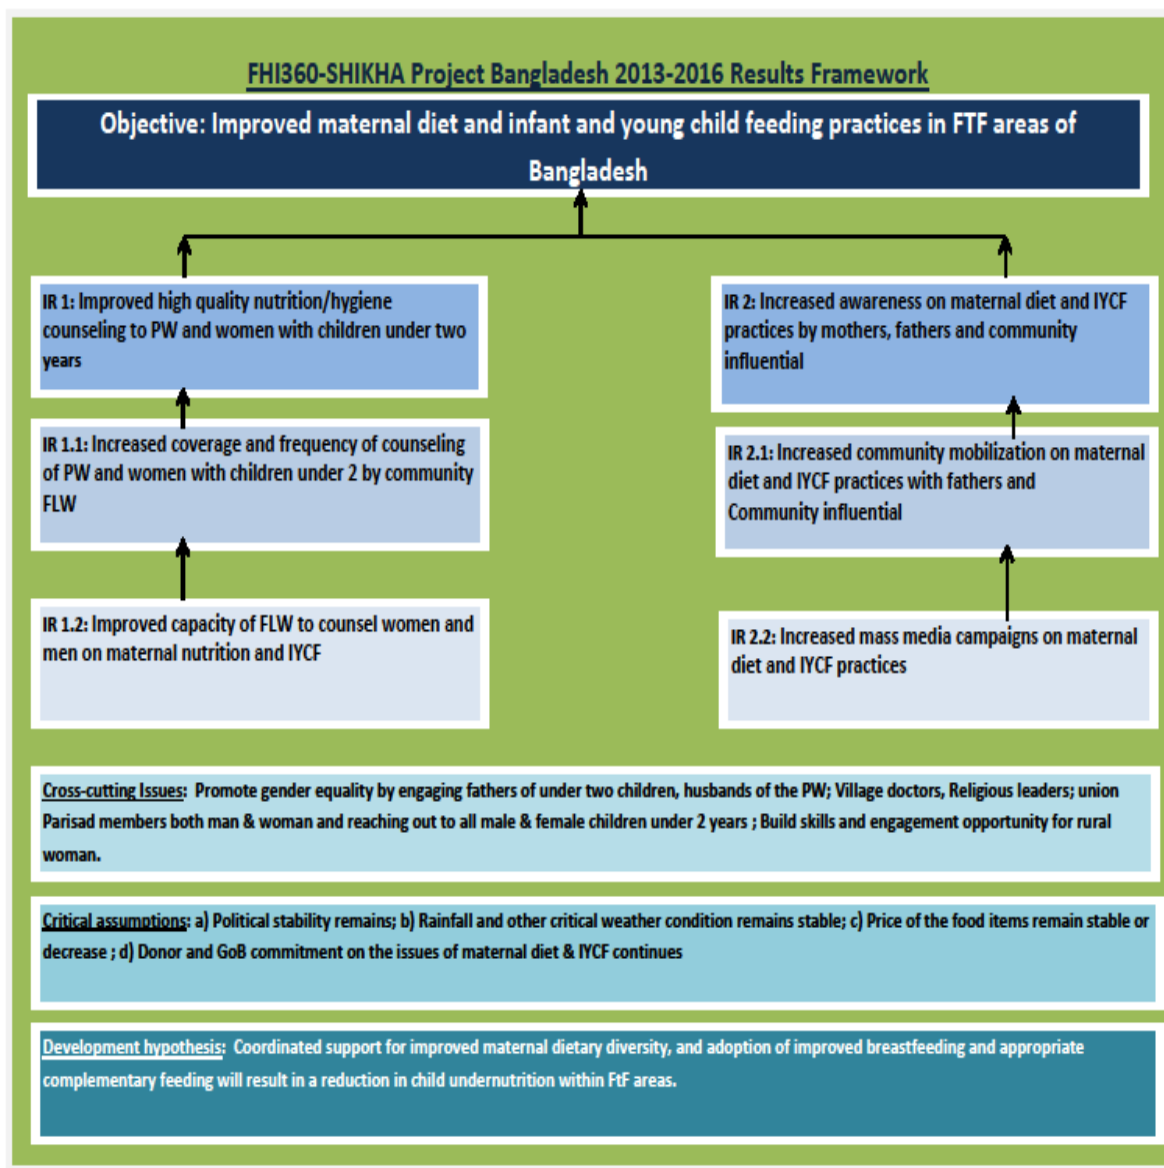 FHI360-SHIKHA Project Bangladesh 2013-2016 Results Framework
Objective: Improved maternal diet and infant and young child feeding practices in FTF areas of
Bangladesh
IR 1: Improved high quality nutrition/hygiene
counseling to PW and women with children under two
years
IR 1.1: Increased coverage and frequency of counseling
of PW and women with children under 2 by community
FLW
IR 1.2: Improved capacity of FLW to counsel women and
men on maternal nutrition and IYCF
IR 2: Increased awareness on maternal diet and IYCF
practices by mothers, fathers and community
influential
IR 2.1: Increased community mobilization on maternal
diet and IYCF practices with fathers and
Community influential
IR 2.2: Increased mass media campaigns on maternal
diet and IYCF practices
Cross-cutting Issues: Promote gender equality by engaging fathers of under two children, husbands of the PW; Village doctors, Religious leaders; union
Parisad members both man & woman and reaching out to all male & female children under 2 years ; Build skills and engagement opportunity for rural
woman.
Critical assumptions: a) Political stability remains; b) Rainfall and other critical weather condition remains stable; c) Price of the food items remain stable or
decrease ; d) Donor and GoB commitment on the issues of maternal diet & IYCF continues
Development hypothesis: Coordinated support for improved maternal dietary diversity, and adoption of improved breastfeeding and appropriate
complementary feeding will result in a reduction in child undernutrition within FtF areas.